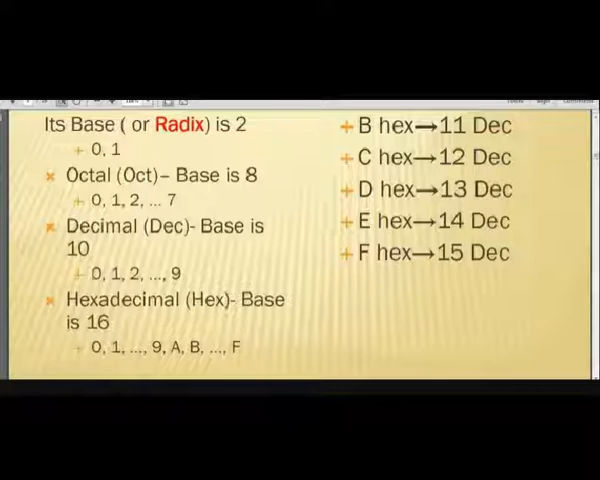 Its Base ( or Radix) is 2
+ 0, 1
× Octal (Oct)– Base is 8
+ 0, 1, 2, ... 7
× Decimal (Dec)- Base is
10
+ 0, 1, 2, ..., 9
× Hexadecimal (Hex)- Base
is 16
+ 0, 1, ..., 9, A, B, ..., F
+ B hex→11 Dec
+ C hex→12 Dec
+ D hex→13 Dec
+ E hex→14 Dec
+ F hex→15 Dec